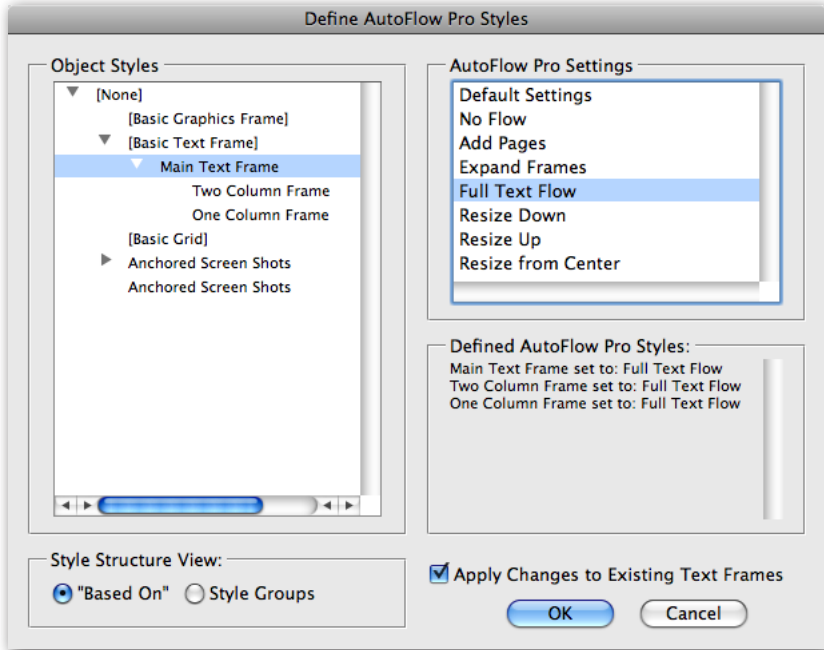 Define AutoFlow Pro Styles
Object Styles
[None]
[Basic Graphics Frame]
[Basic Text Frame]
Main Text Frame
Two Column Frame
One Column Frame
[Basic Grid]
Anchored Screen Shots
Anchored Screen Shots
Style Structure View:
"Based On" Style Groups
AutoFlow Pro Settings
Default Settings
No Flow
Add Pages
Expand Frames
Full Text Flow
Resize Down
Resize Up
Resize from Center
Defined AutoFlow Pro Styles:
Main Text Frame set to: Full Text Flow
Two Column Frame set to: Full Text Flow
One Column Frame set to: Full Text Flow
Apply Changes to Existing Text Frames
OK Cancel